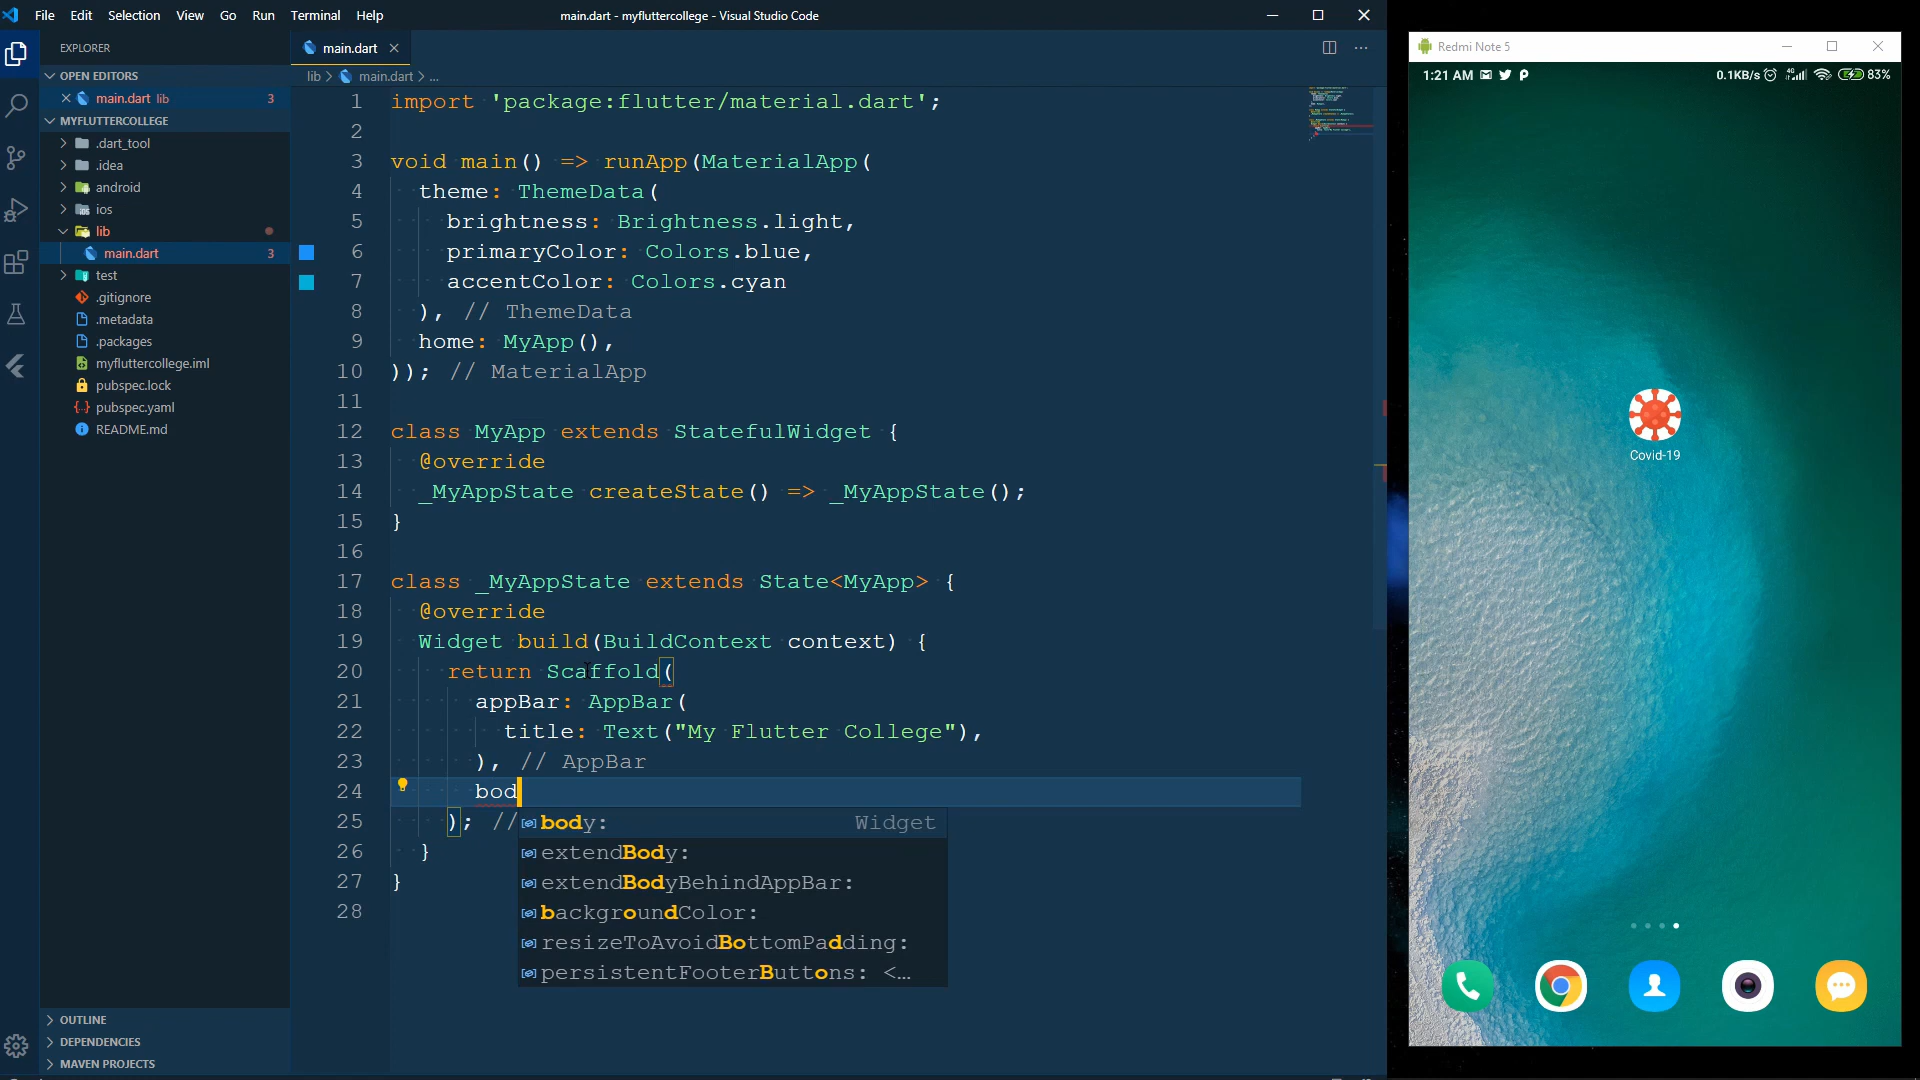 File Edit Selection View Go Run Terminal Help
main.dart - myfluttercollege - Visual Studio Code
EXPLORER
OPEN EDITORS
main.dart lib 3
MYFLUTTERCOLLEGE
.dart_tool
.idea
android
ios
lib
main.dart 3
test
.gitignore
.metadata
.packages
myfluttercollege.iml
pubspec.lock
pubspec.yaml
README.md
OUTLINE
DEPENDENCIES
MAVEN PROJECTS
main.dart
lib > main.dart > ...
1 import 'package:flutter/material.dart';
2
3 void main() => runApp(MaterialApp(
4 theme: ThemeData(
5 brightness: Brightness.light,
6 primaryColor: Colors.blue,
7 accentColor: Colors.cyan
8 ), // ThemeData
9 home: MyApp(),
10 )); // MaterialApp
11
12 class MyApp extends StatefulWidget {
13 @override
14 _MyAppState createState() => _MyAppState();
15 }
16
17 class _MyAppState extends State<MyApp> {
18 @override
19 Widget build(BuildContext context) {
20 return Scaffold(
21 appBar: AppBar(
22 title: Text("My Flutter College"),
23 ), // AppBar
24 bod
25 ); //
26 }
27 }
28
body: Widget
extendBody:
extendBodyBehindAppBar:
backgroundColor:
resizeToAvoidBottomPadding:
persistentFooterButtons: <…
Redmi Note 5
1:21 AM 0.1KB/s 4G 83%
Covid-19